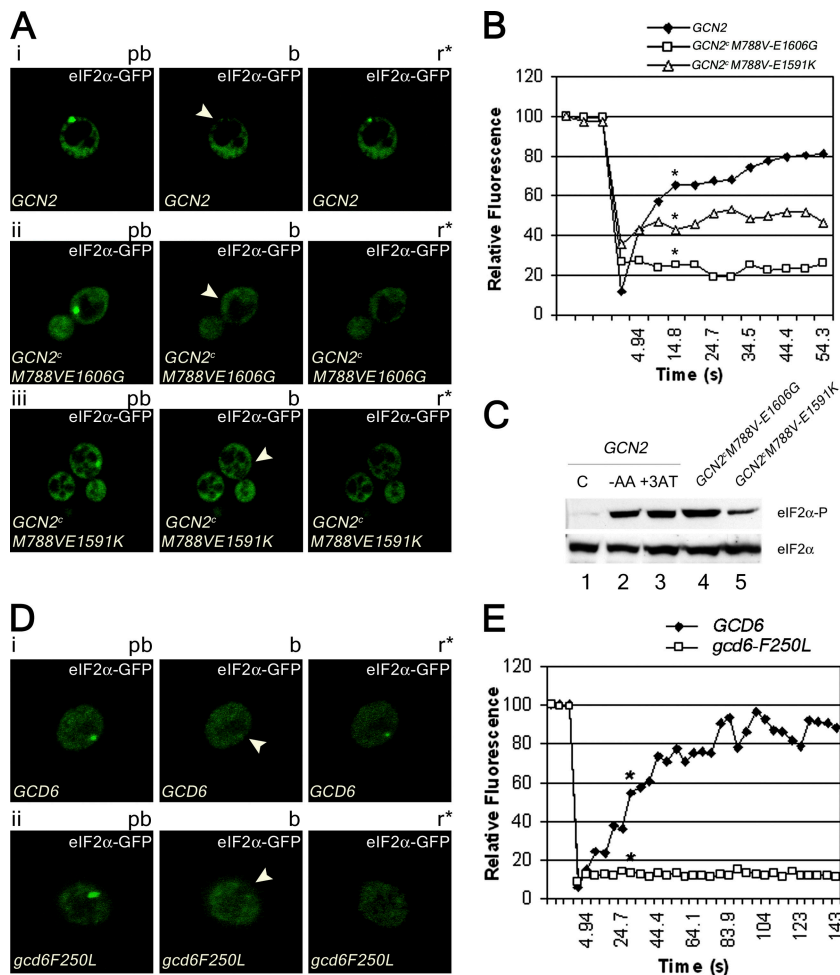 A
i pb b r*
eIF2α-GFP eIF2α-GFP eIF2α-GFP
GCN2 GCN2 GCN2
ii
eIF2α-GFP eIF2α-GFP eIF2α-GFP
GCN2ᶜ GCN2ᶜ GCN2ᶜ
M788VE1606G M788VE1606G M788VE1606G
iii pb b r*
eIF2α-GFP eIF2α-GFP eIF2α-GFP
GCN2ᶜ GCN2ᶜ GCN2ᶜ
M788VE1591K M788VE1591K M788VE1591K
B
GCN2
GCN2ᶜ M788V-E1606G
GCN2ᶜ M788V-E1591K
Relative Fluorescence
120
100
80
60
40
20
0
* * *
4.94 14.8 24.7 34.5 44.4 54.3
Time (s)
C
GCN2
C -AA +3AT
GCN2ᶜM788V-E1606G
GCN2ᶜM788V-E1591K
eIF2α-P
eIF2α
1 2 3 4 5
D
i pb b r*
eIF2α-GFP eIF2α-GFP eIF2α-GFP
GCD6 GCD6 GCD6
ii pb b r*
eIF2α-GFP eIF2α-GFP eIF2α-GFP
gcd6F250L gcd6F250L gcd6F250L
E
GCD6
gcd6-F250L
Relative Fluorescence
120
100
80
60
40
20
0
* *
4.94 24.7 44.4 64.1 83.9 104 123 143
Time (s)